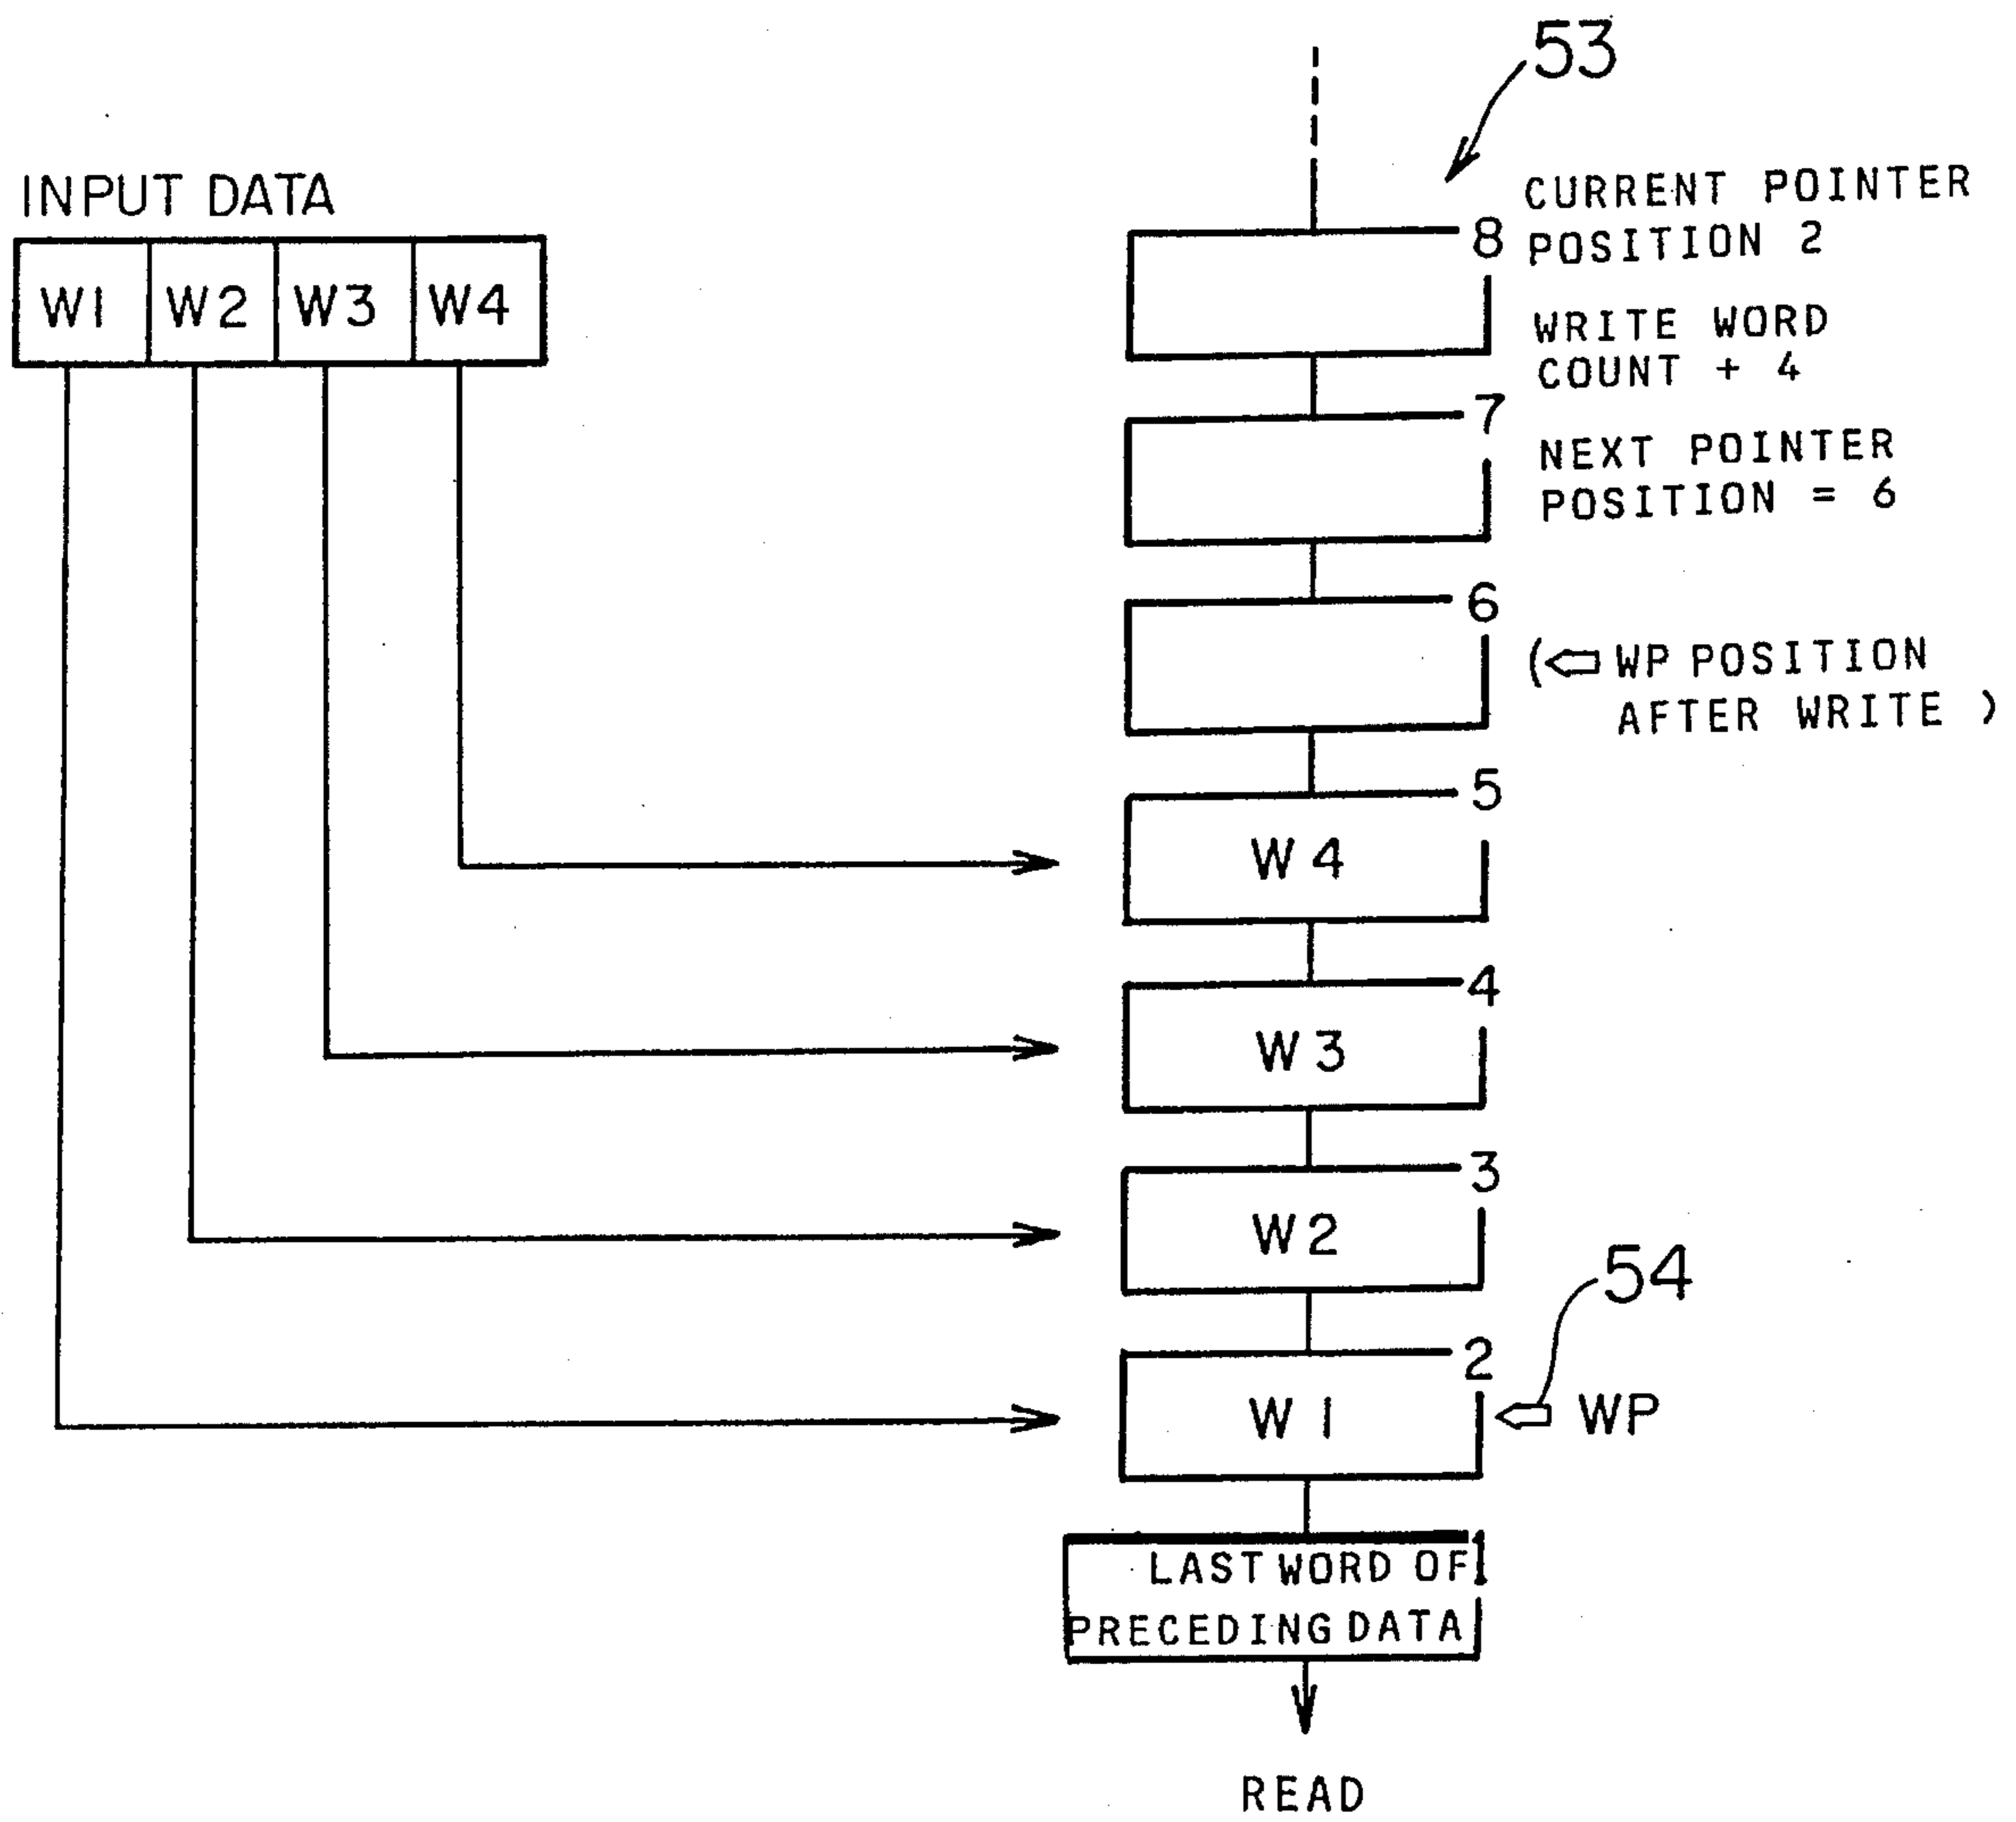 53
INPUT DATA
W1 W2 W3 W4
8
CURRENT POINTER
POSITION 2
WRITE WORD
COUNT + 4
7
NEXT POINTER
POSITION = 6
6
( WP POSITION
AFTER WRITE )
5
W4
4
W3
3
W2
54
2
W1
WP
1
LAST WORD OF
PRECEDING DATA
READ